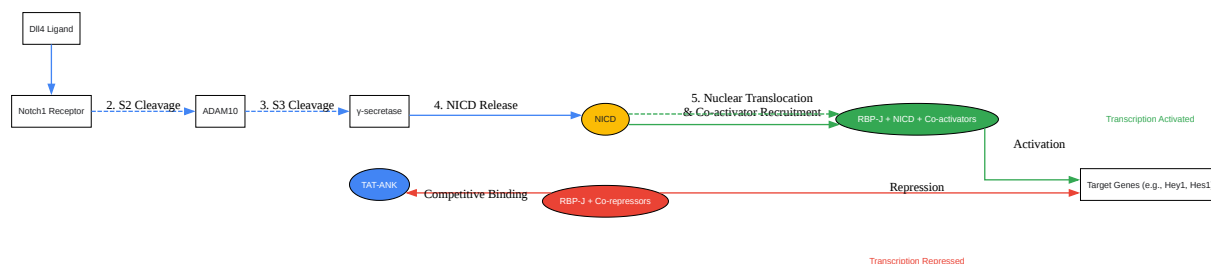 Dll4 Ligand
Notch1 Receptor
2. S2 Cleavage
ADAM10
3. S3 Cleavage
γ-secretase
4. NICD Release
NICD
5. Nuclear Translocation
& Co-activator Recruitment
RBP-J + NICD + Co-activators
Transcription Activated
Activation
TAT-ANK
Competitive Binding
RBP-J + Co-repressors
Repression
Target Genes (e.g., Hey1, Hes1
Transcription Repressed